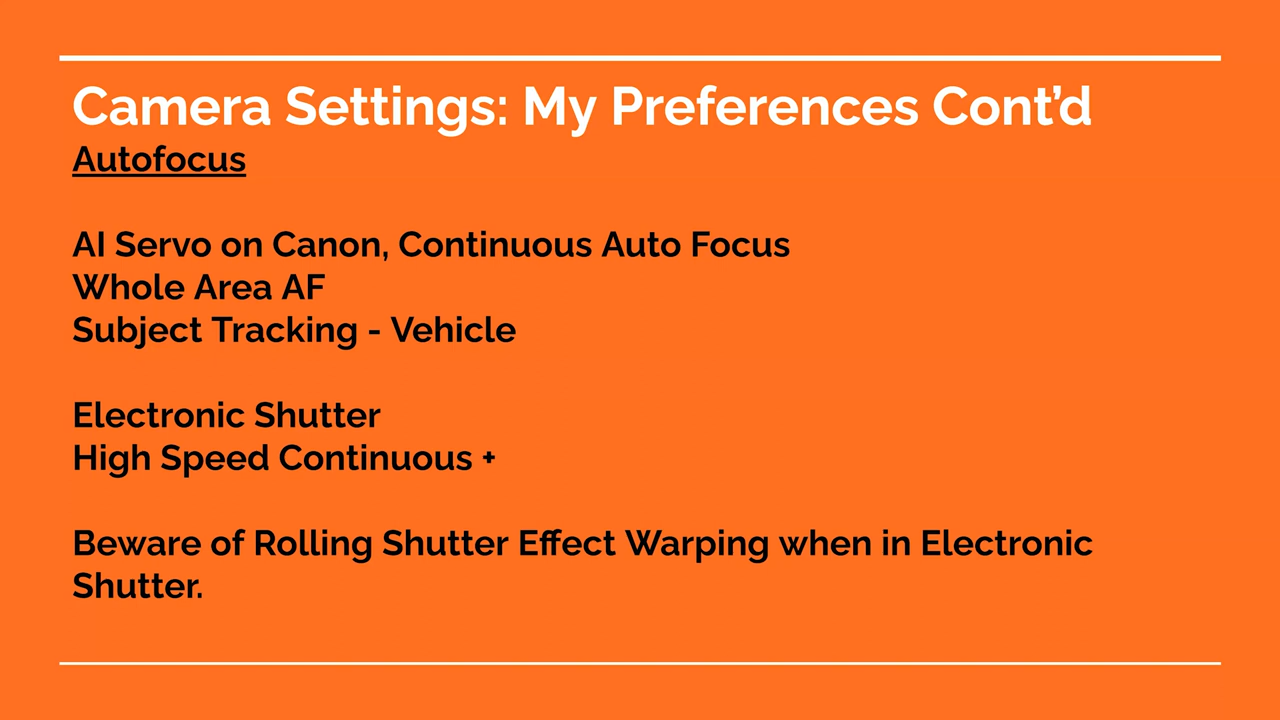 Camera Settings: My Preferences Cont’d
Autofocus
AI Servo on Canon, Continuous Auto Focus
Whole Area AF
Subject Tracking - Vehicle
Electronic Shutter
High Speed Continuous +
Beware of Rolling Shutter Effect Warping when in Electronic
Shutter.